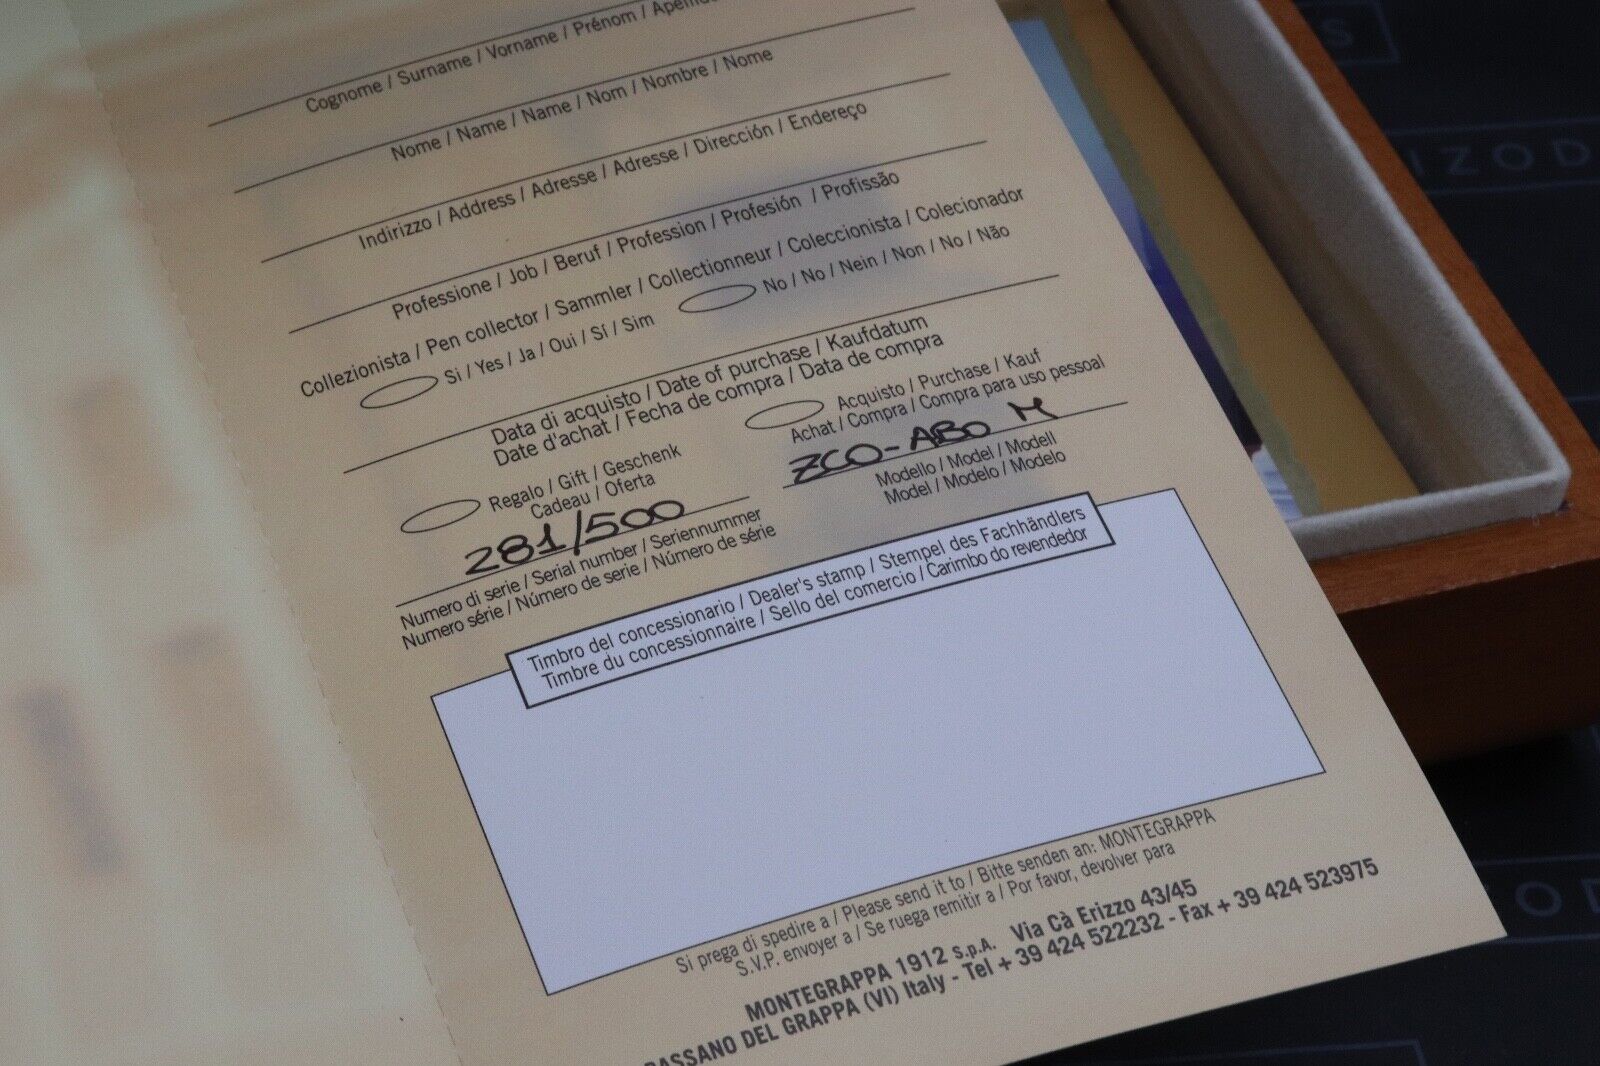 Cognome / Surname / Vorname / Prénom /
Nome / Name / Name / Nom / Nombre / Nome
Indirizzo / Address / Adresse / Adresse / Dirección / Endereço
Professione / Job / Beruf / Profession / Profesión / Profissão
Collezionista / Pen collector / Sammler / Collectionneur / Coleccionista / Colecionador
Si / Yes / Ja / Oui / Sí / Sim
No / No / Nein / Non / No / Não
Data di acquisto / Date of purchase / Kaufdatum
Date d'achat / Fecha de compra / Data de compra
Regalo / Gift / Geschenk
Cadeau / Oferta
Acquisto / Purchase / Kauf
Achat / Compra / Compra para uso pessoal
281/500
Numero di serie / Serial number / Seriennummer
Numero série / Número de serie / Número de série
ZCO-ABO M
Modello / Model / Modell
Model / Modelo / Modelo
Timbro del concessionario / Dealer's stamp / Stempel des Fachhändlers
Timbre du concessionnaire / Sello del comercio / Carimbo do revendedor
Si prega di spedire a / Please send it to / Bitte senden an: MONTEGRAPPA
S.V.P. envoyer a / Se ruega remitir a / Por favor, devolver para
MONTEGRAPPA 1912 S.p.A. Via Cà Erizzo 43/45
BASSANO DEL GRAPPA (VI) Italy - Tel + 39 424 522232 - Fax + 39 424 523975